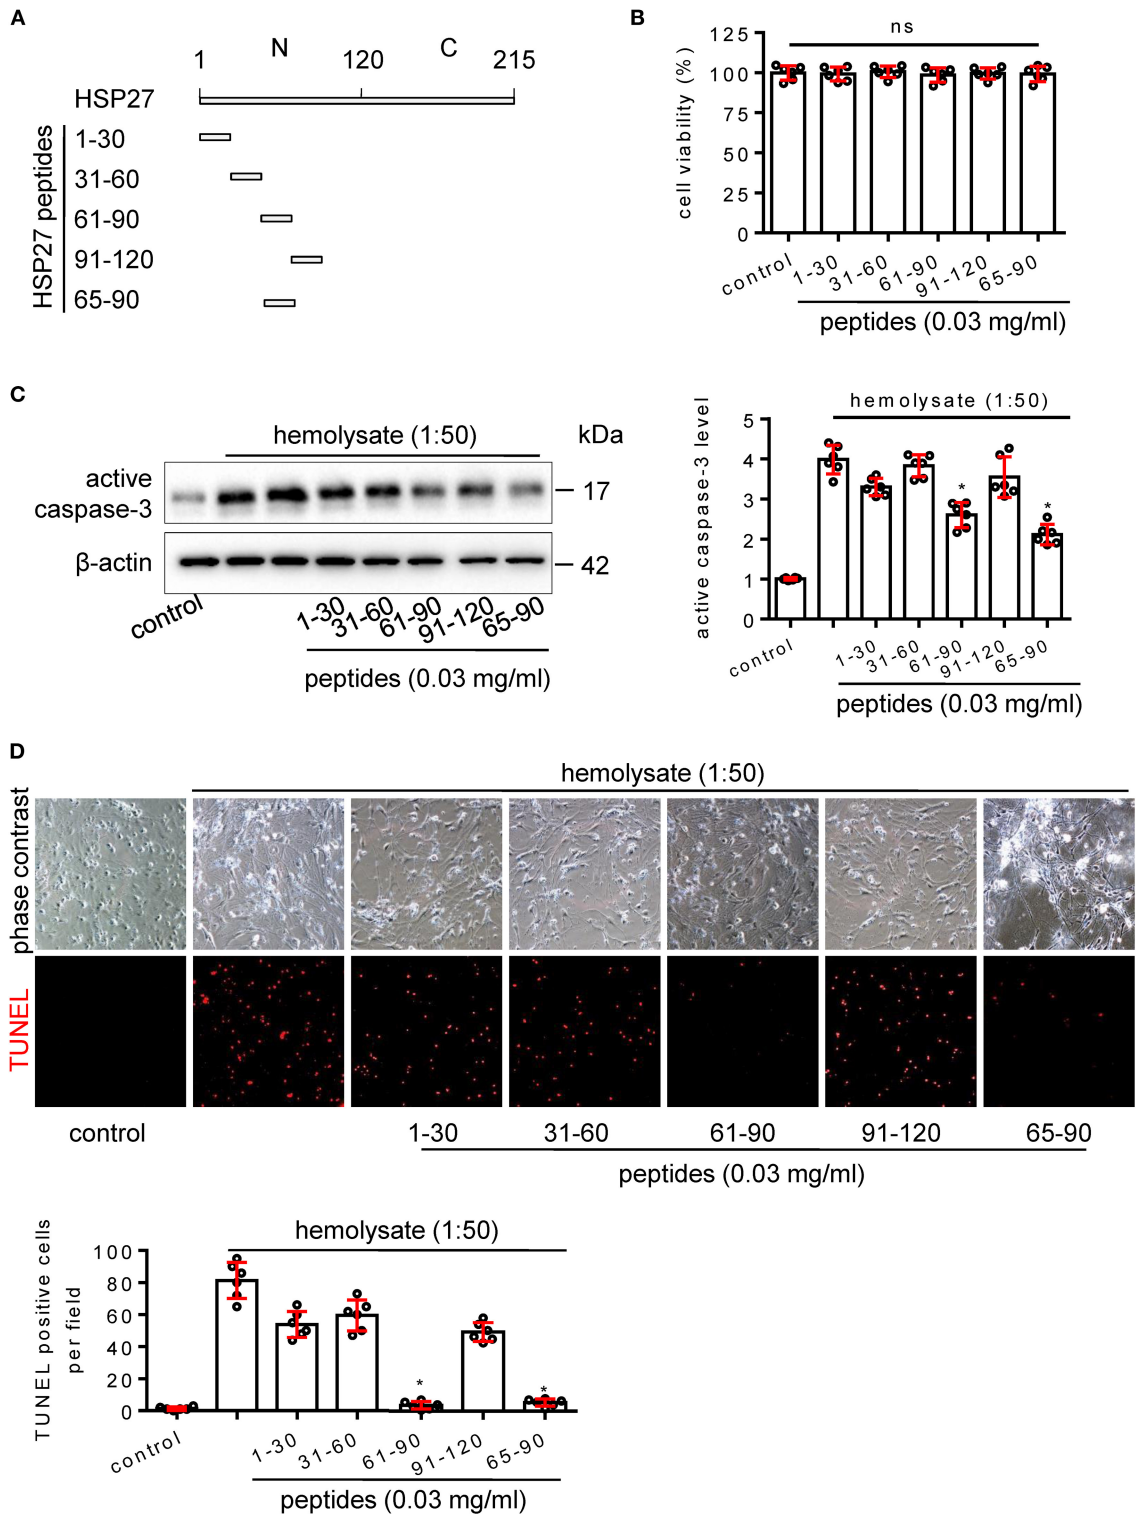 A
N C
1 120 215
HSP27
HSP27 peptides
1-30
31-60
61-90
91-120
65-90
B
ns
cell viability (%)
125
100
75
50
25
0
control 1-30 31-60 61-90 91-120 65-90
peptides (0.03 mg/ml)
C
hemolysate (1:50) kDa
active
caspase-3
17
β-actin
42
control 1-30 31-60 61-90 91-120 65-90
peptides (0.03 mg/ml)
hemolysate (1:50)
active caspase-3 level
5
4
3
2
1
0
* *
control 1-30 31-60 61-90 91-120 65-90
peptides (0.03 mg/ml)
D
hemolysate (1:50)
phase contrast
TUNEL
control 1-30 31-60 61-90 91-120 65-90
peptides (0.03 mg/ml)
hemolysate (1:50)
TUNEL positive cells
per field
100
80
60
40
20
0
* *
control 1-30 31-60 61-90 91-120 65-90
peptides (0.03 mg/ml)